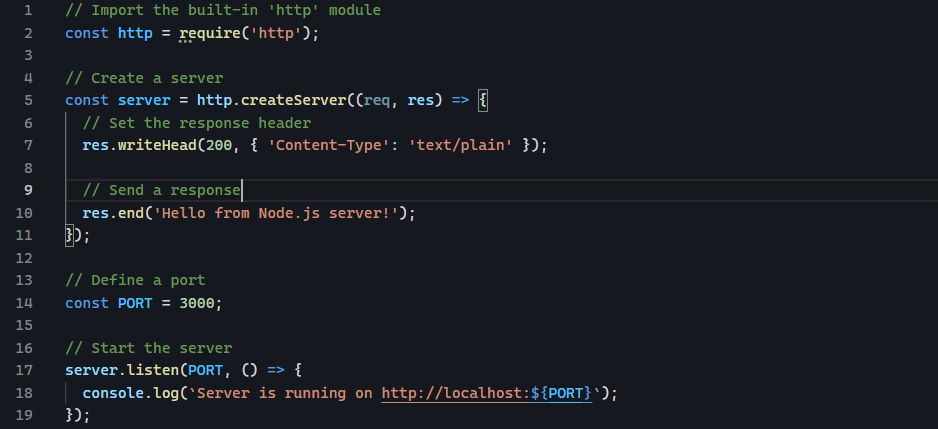 1 // Import the built-in 'http' module
2 const http = require('http');
3
4 // Create a server
5 const server = http.createServer((req, res) => {
6   // Set the response header
7   res.writeHead(200, { 'Content-Type': 'text/plain' });
8
9   // Send a response
10   res.end('Hello from Node.js server!');
11 });
12
13 // Define a port
14 const PORT = 3000;
15
16 // Start the server
17 server.listen(PORT, () => {
18   console.log(`Server is running on http://localhost:${PORT}`);
19 });